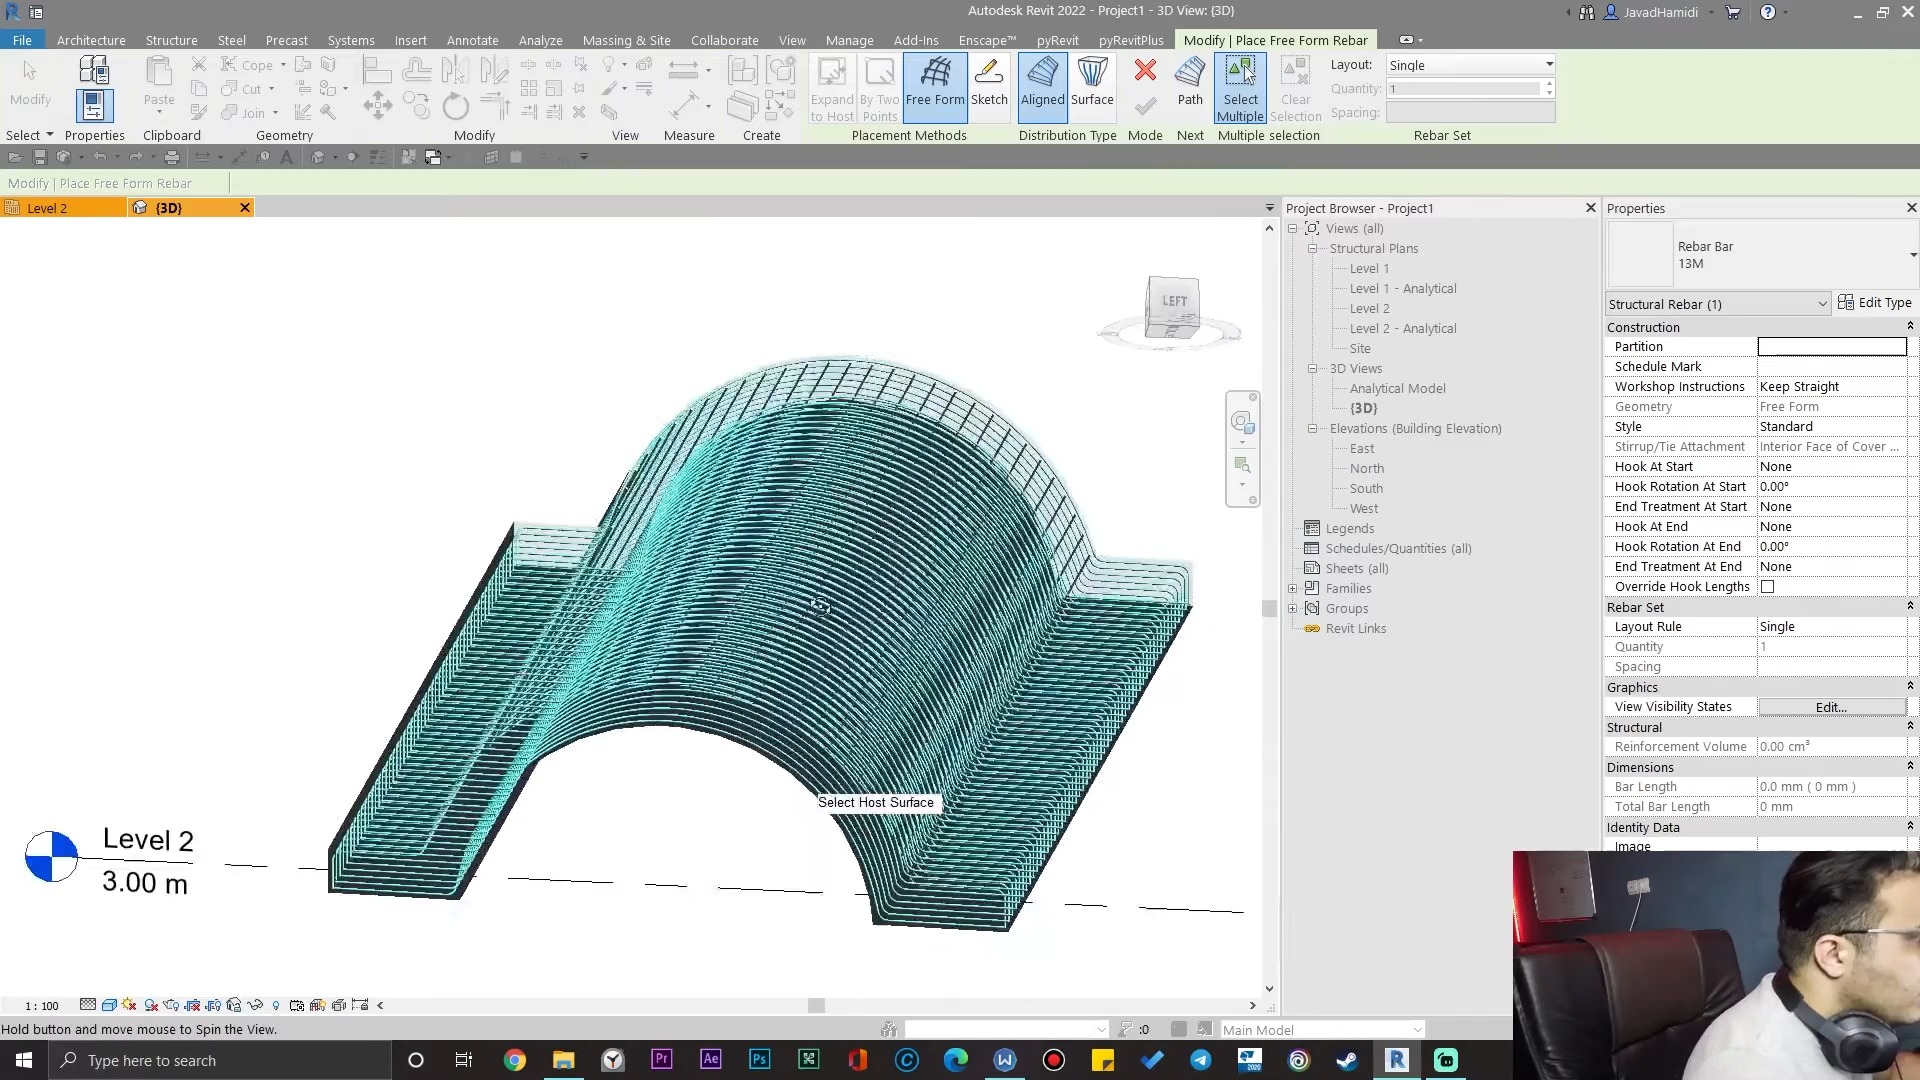 Autodesk Revit 2022 - Project1 - 3D View: {3D}
JavadHamidi
File Architecture Structure Steel Precast Systems Insert Annotate Analyze Massing & Site Collaborate View Manage Add-Ins Enscape™ pyRevit pyRevitPlus Modify | Place Free Form Rebar
Modify
Paste
Cope
Cut
Join
Expand to Host
By Two Points
Free Form
Sketch
Aligned
Surface
Path
Select Multiple
Clear Selection
Layout: Single
Quantity: 1
Spacing:
Select Properties Clipboard Geometry Modify View Measure Create Placement Methods Distribution Type Mode Next Multiple selection Rebar Set
Modify | Place Free Form Rebar
Level 2
{3D}
Project Browser - Project1
Views (all)
Structural Plans
Level 1
Level 1 - Analytical
Level 2
Level 2 - Analytical
Site
3D Views
Analytical Model
{3D}
Elevations (Building Elevation)
East
North
South
West
Legends
Schedules/Quantities (all)
Sheets (all)
Families
Groups
Revit Links
Properties
Rebar Bar
13M
Structural Rebar (1) Edit Type
Construction
Partition
Schedule Mark
Workshop Instructions Keep Straight
Geometry Free Form
Style Standard
Stirrup/Tie Attachment Interior Face of Cover ...
Hook At Start None
Hook Rotation At Start 0.00°
End Treatment At Start None
Hook At End None
Hook Rotation At End 0.00°
End Treatment At End None
Override Hook Lengths
Rebar Set
Layout Rule Single
Quantity 1
Spacing
Graphics
View Visibility States Edit...
Structural
Reinforcement Volume 0.00 cm³
Dimensions
Bar Length 0.0 mm ( 0 mm )
Total Bar Length 0 mm
Identity Data
Image
LEFT
Select Host Surface
Level 2
3.00 m
1 : 100
Hold button and move mouse to Spin the View.
:0
Main Model
Type here to search